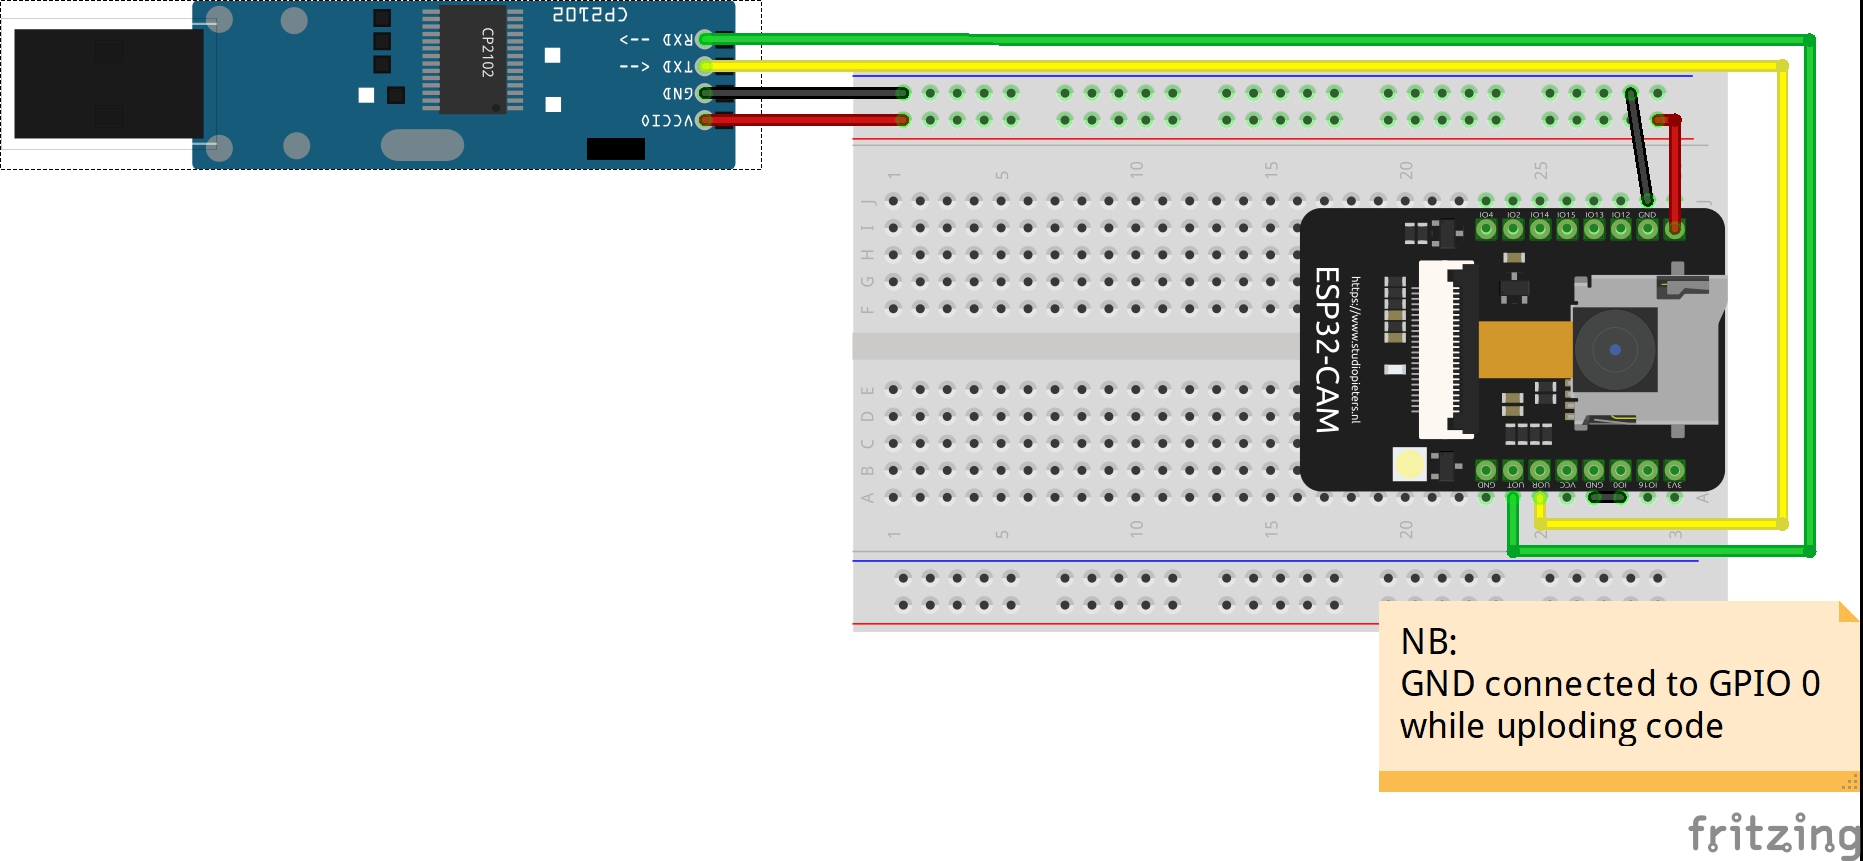 CP2102
CP2102
<-- RXD
--> TXD
GND
VCCIO
1 5 10 15 20 25
J
I
H
G
F
J
IO4 IO2 IO14 IO15 IO13 IO12 GND
ESP32-CAM
https://www.studiopieters.nl
E
D
C
B
A
A
GND UOT UOR VCC GND IO0 IO16 3V3
1 5 10 15 20 2 3
NB:
GND connected to GPIO 0
while uploding code
fritzing